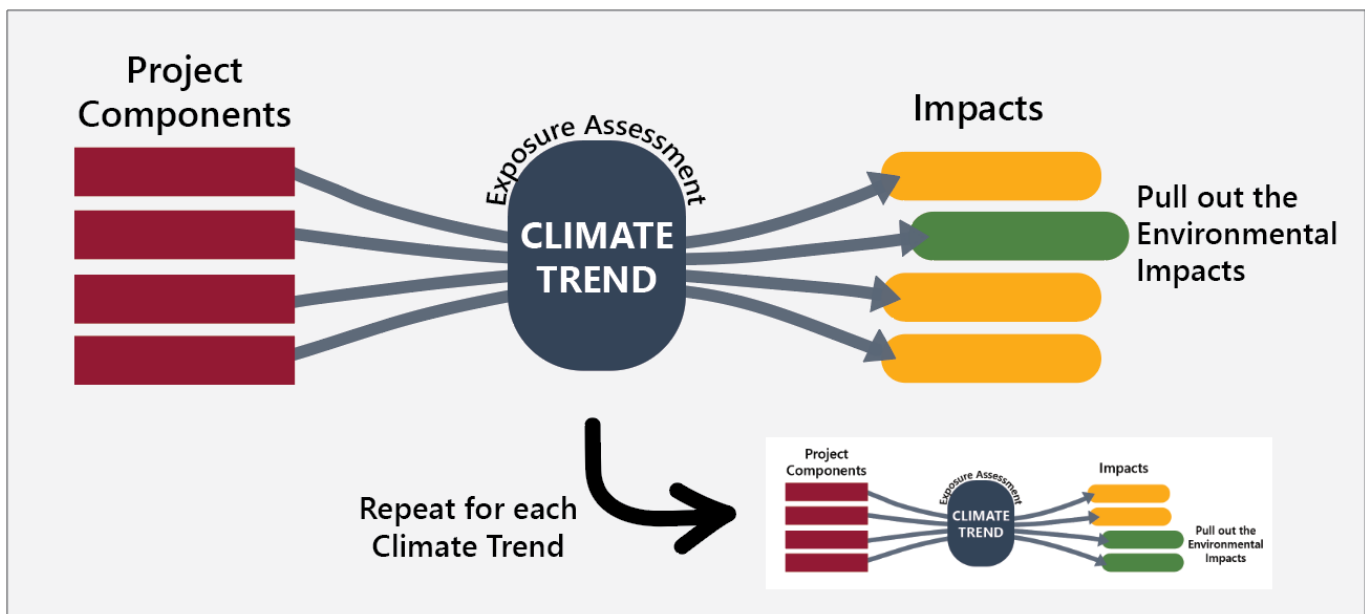 Project
Components
Exposure Assessment
CLIMATE
TREND
Impacts
Pull out the
Environmental
Impacts
Repeat for each
Climate Trend
Project
Components
Exposure Assessment
CLIMATE
TREND
Impacts
Pull out the
Environmental
Impacts